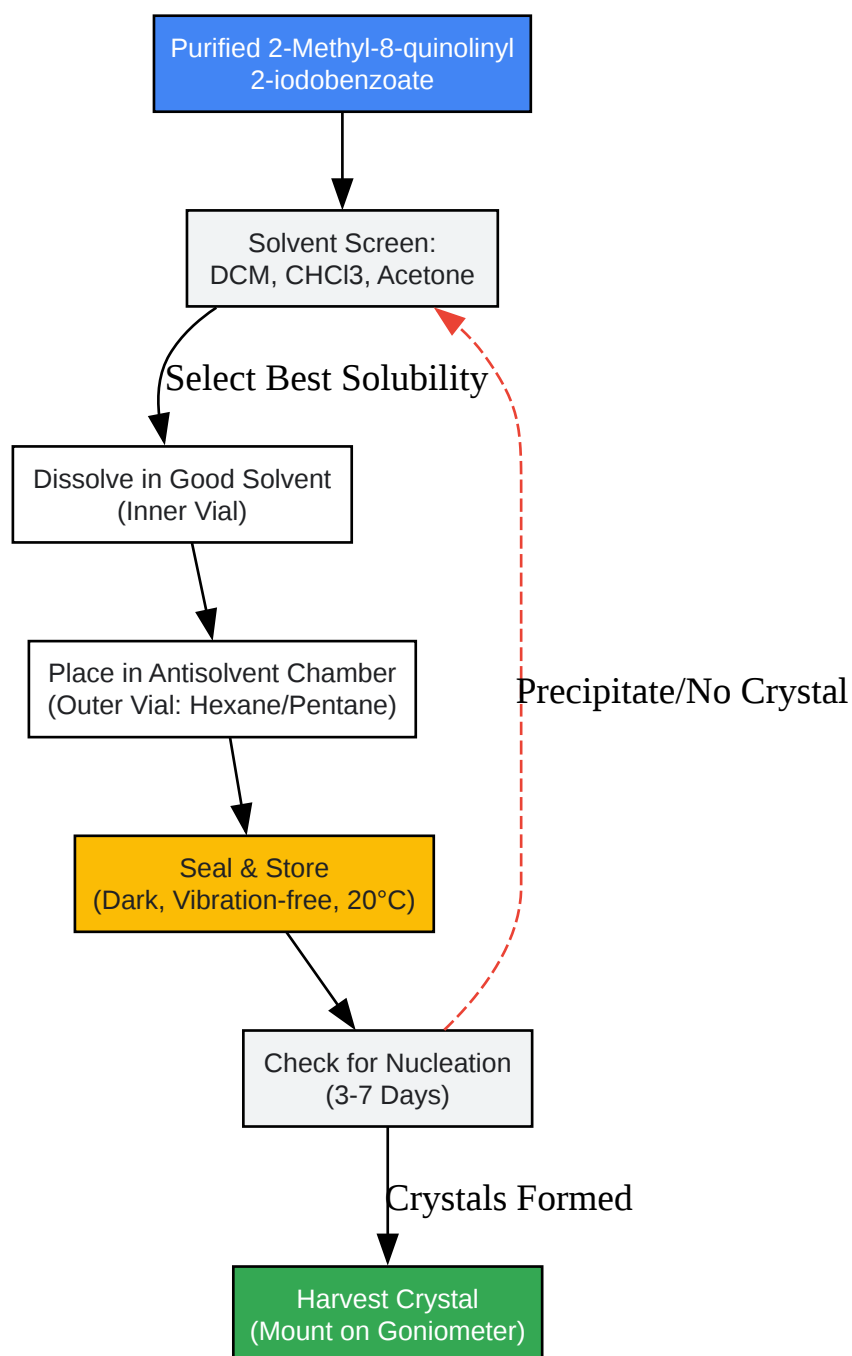 Purified 2-Methyl-8-quinolinyl
2-iodobenzoate
Solvent Screen:
DCM, CHCl3, Acetone
Select Best Solubility
Dissolve in Good Solvent
(Inner Vial)
Place in Antisolvent Chamber
(Outer Vial: Hexane/Pentane)
Precipitate/No Crystal
Seal & Store
(Dark, Vibration-free, 20°C)
Check for Nucleation
(3-7 Days)
Crystals Formed
Harvest Crystal
(Mount on Goniometer)